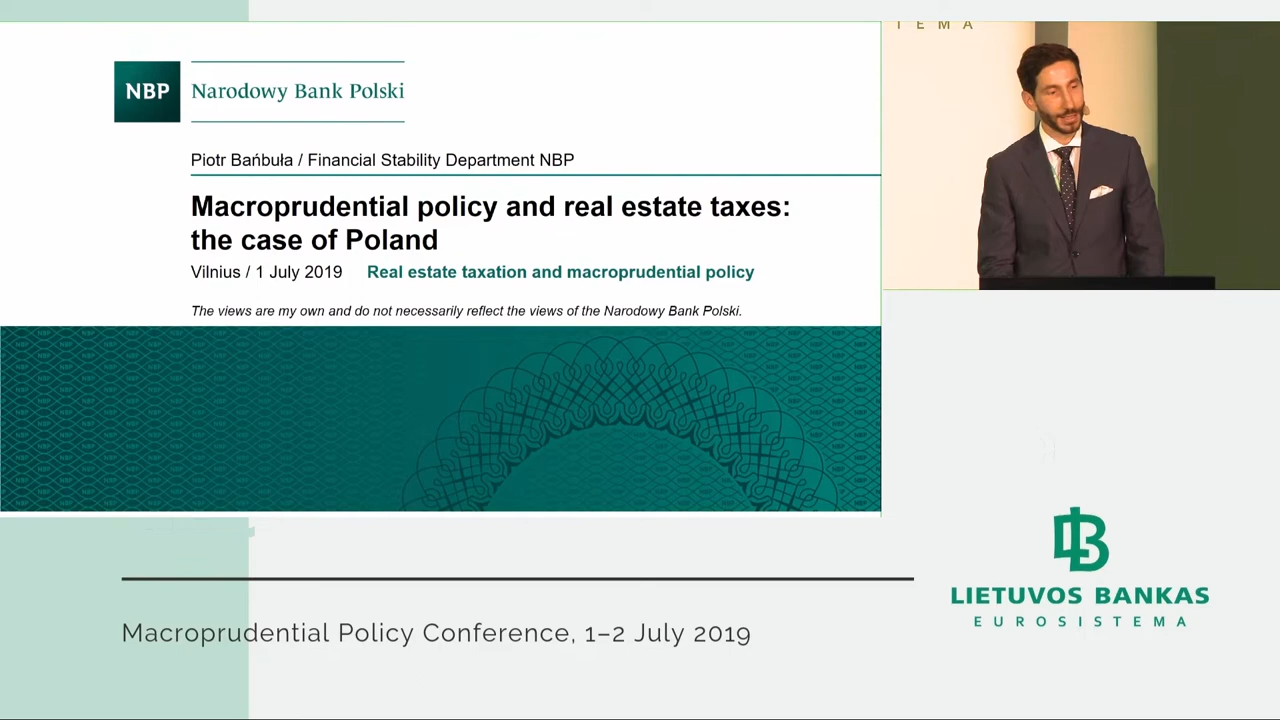 TEMA
NBP
Narodowy Bank Polski
Piotr Bańbuła / Financial Stability Department NBP
Macroprudential policy and real estate taxes:
the case of Poland
Vilnius / 1 July 2019 Real estate taxation and macroprudential policy
The views are my own and do not necessarily reflect the views of the Narodowy Bank Polski.
LIETUVOS BANKAS
EUROSISTEMA
Macroprudential Policy Conference, 1–2 July 2019